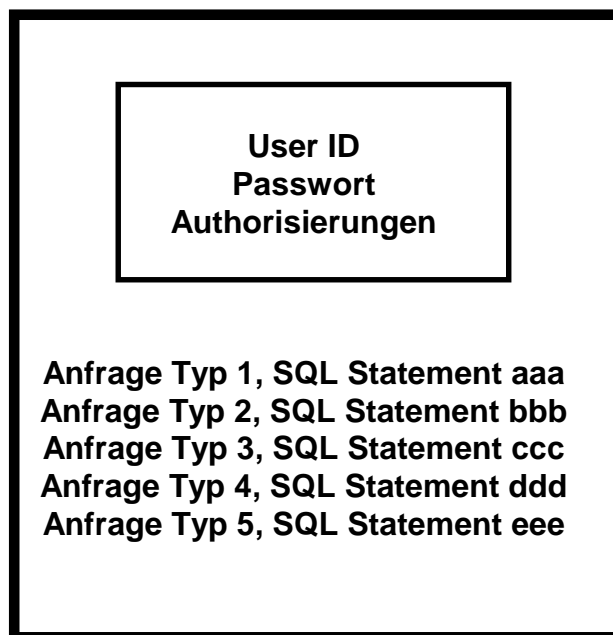 User ID
Passwort
Authorisierungen
Anfrage Typ 1, SQL Statement aaa
Anfrage Typ 2, SQL Statement bbb
Anfrage Typ 3, SQL Statement ccc
Anfrage Typ 4, SQL Statement ddd
Anfrage Typ 5, SQL Statement eee